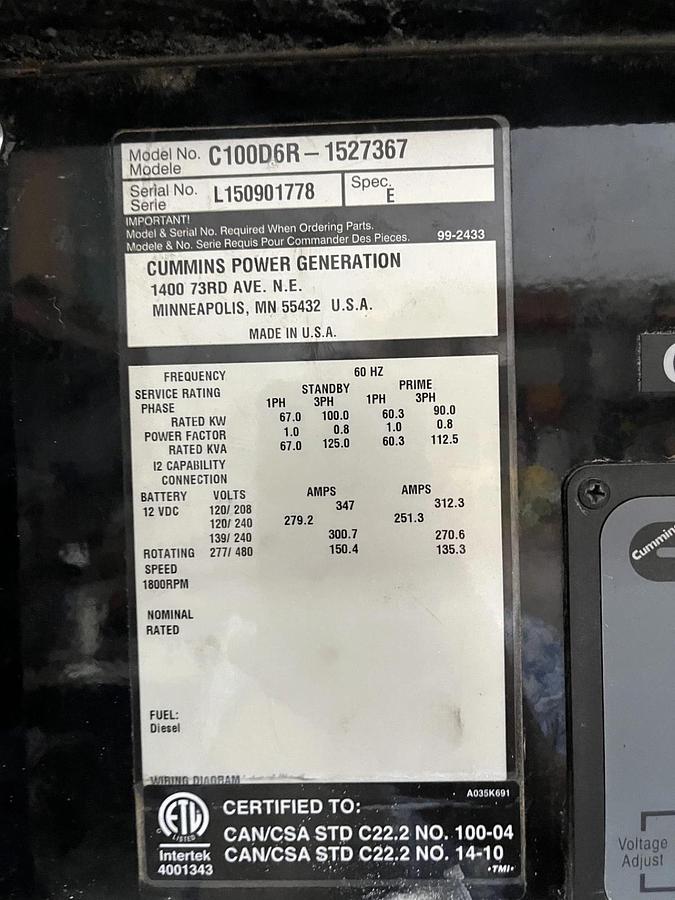 Model No. C100D6R – 1527367
Modele
Serial No. L150901778 Spec. E
Serie
IMPORTANT!
Model & Serial No. Required When Ordering Parts.
Modele & No. Serie Requis Pour Commander Des Pieces. 99-2433
CUMMINS POWER GENERATION
1400 73RD AVE. N.E.
MINNEAPOLIS, MN 55432 U.S.A.
MADE IN U.S.A.
FREQUENCY 60 HZ
SERVICE RATING STANDBY PRIME
PHASE 1PH 3PH 1PH 3PH
RATED KW 67.0 100.0 60.3 90.0
POWER FACTOR 1.0 0.8 1.0 0.8
RATED KVA 67.0 125.0 60.3 112.5
I2 CAPABILITY
CONNECTION
BATTERY VOLTS AMPS AMPS
12 VDC 120/ 208 347 312.3
120/ 240 279.2 251.3
139/ 240 300.7 270.6
ROTATING 277/ 480 150.4 135.3
SPEED
1800RPM
NOMINAL
RATED
FUEL:
Diesel
WIRING DIAGRAM
A035K691
ETL
C LISTED
Intertek
4001343
CERTIFIED TO:
CAN/CSA STD C22.2 NO. 100-04
CAN/CSA STD C22.2 NO. 14-10
•TMI•
Voltage
Adjust